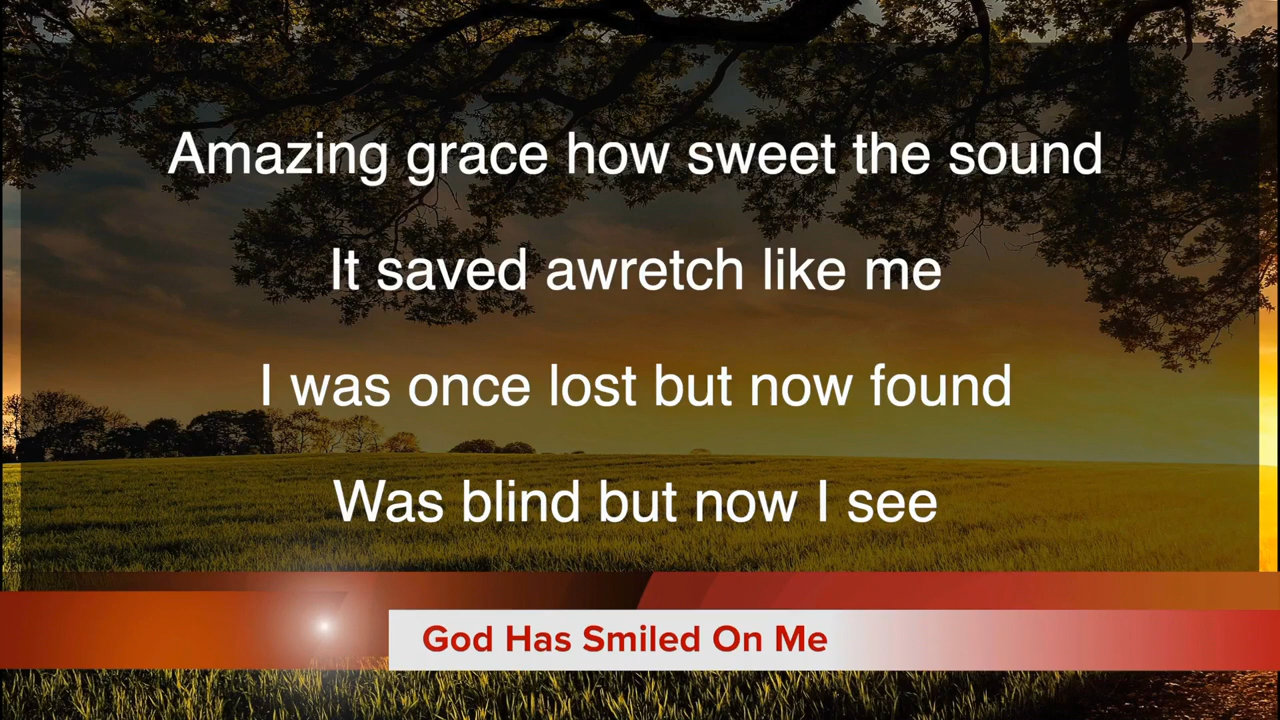 Amazing grace how sweet the sound
It saved awretch like me
I was once lost but now found
Was blind but now I see
God Has Smiled On Me